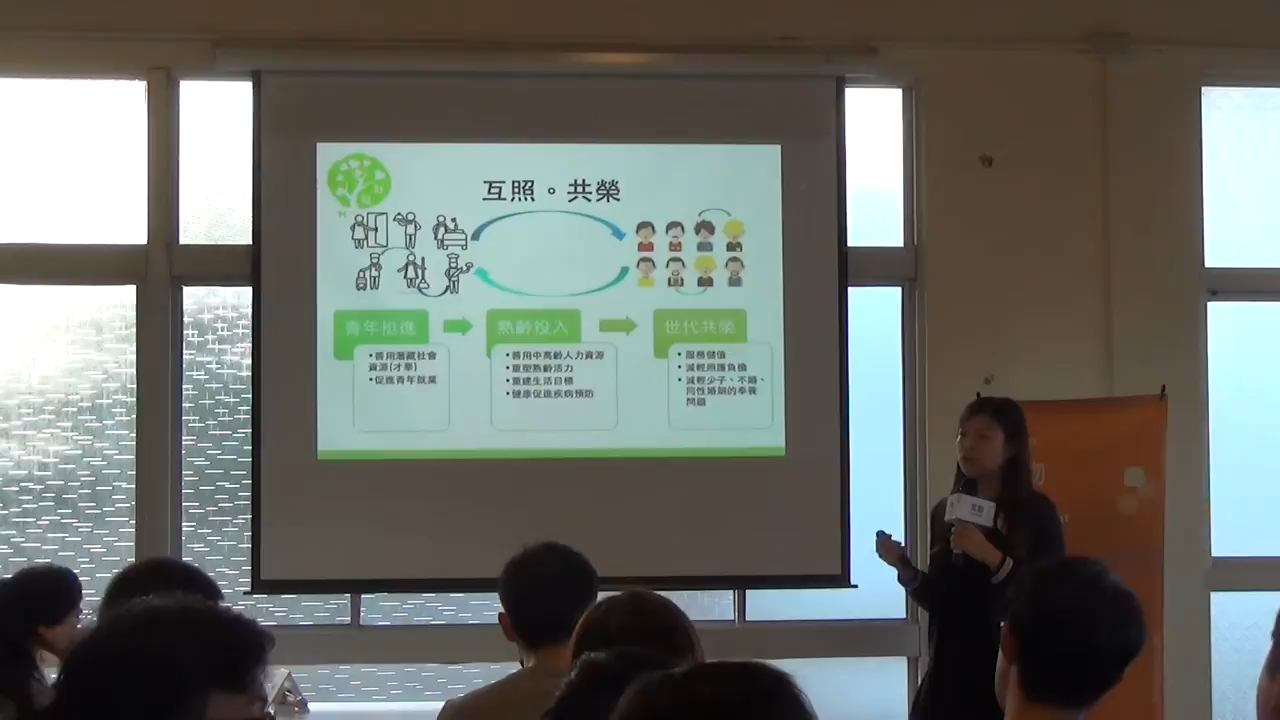 互照。共榮
青年挺進
熟齡投入
世代共榮
•善用潛藏社會
資源(才華)
•促進青年就業
•善用中高齡人力資源
•重塑熟齡活力
•重建生活目標
•健康促進疾病預防
•服務儲值
•減輕照護負擔
•減輕少子、不婚、
同性婚姻的奉養
問題